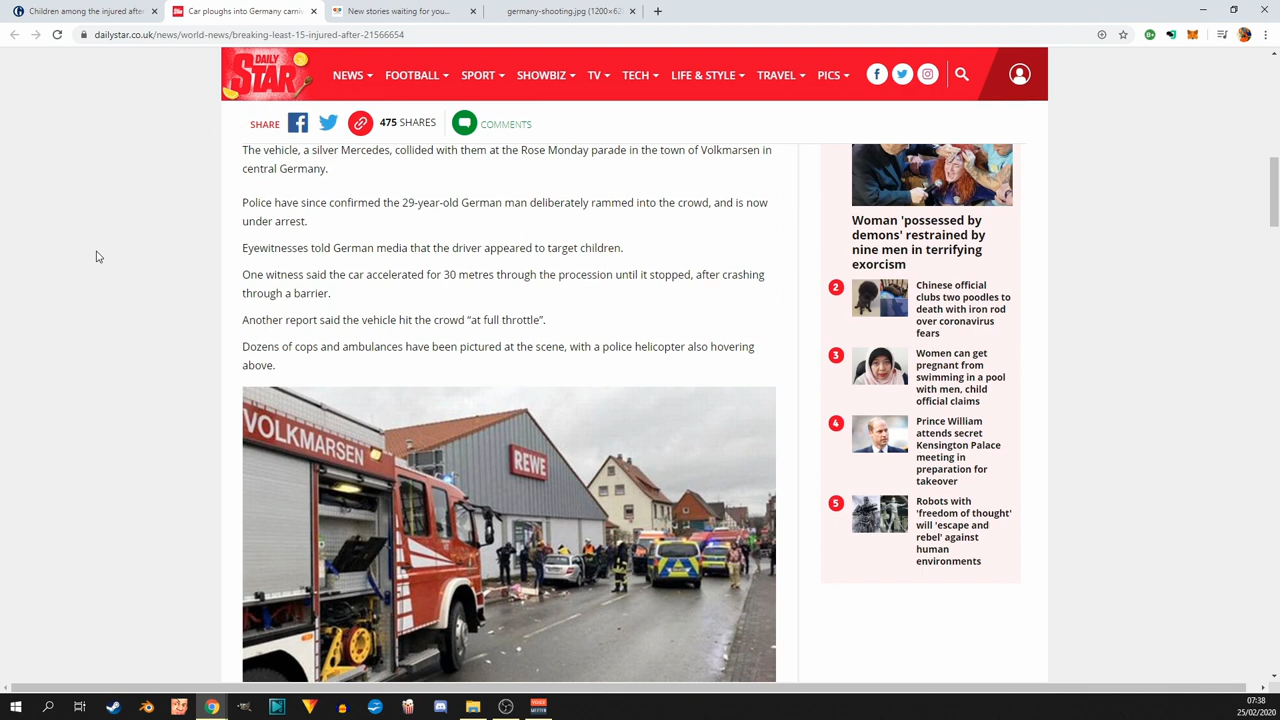 Children among the injured after
Car ploughs into Germany carniv
New stories waiting for you...
germany-shooting.jpg (1200×62
dailystar.co.uk/news/world-news/breaking-least-15-injured-after-21566654
DAILY
STAR
NEWS FOOTBALL SPORT SHOWBIZ TV TECH LIFE & STYLE TRAVEL PICS
SHARE 475 SHARES COMMENTS
The vehicle, a silver Mercedes, collided with them at the Rose Monday parade in the town of Volkmarsen in
central Germany.
Police have since confirmed the 29-year-old German man deliberately rammed into the crowd, and is now
under arrest.
Eyewitnesses told German media that the driver appeared to target children.
One witness said the car accelerated for 30 metres through the procession until it stopped, after crashing
through a barrier.
Another report said the vehicle hit the crowd “at full throttle”.
Dozens of cops and ambulances have been pictured at the scene, with a police helicopter also hovering
above.
VOLKMARSEN
REWE
Woman 'possessed by
demons' restrained by
nine men in terrifying
exorcism
2
Chinese official
clubs two poodles to
death with iron rod
over coronavirus
fears
3
Women can get
pregnant from
swimming in a pool
with men, child
official claims
4
Prince William
attends secret
Kensington Palace
meeting in
preparation for
takeover
5
Robots with
'freedom of thought'
will 'escape and
rebel' against
human
environments
07:38
25/02/2020